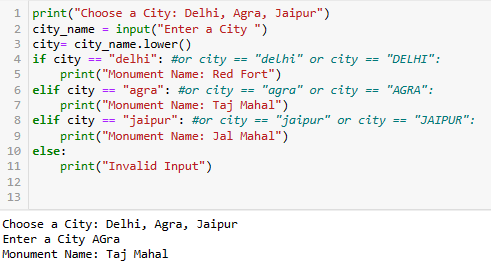 1 print("Choose a City: Delhi, Agra, Jaipur")
2 city_name = input("Enter a City ")
3 city= city_name.lower()
4 if city == "delhi": #or city == "delhi" or city == "DELHI":
5     print("Monument Name: Red Fort")
6 elif city == "agra": #or city == "agra" or city == "AGRA":
7     print("Monument Name: Taj Mahal")
8 elif city == "jaipur": #or city == "jaipur" or city == "JAIPUR":
9     print("Monument Name: Jal Mahal")
10 else:
11     print("Invalid Input")
12
13
Choose a City: Delhi, Agra, Jaipur
Enter a City AGra
Monument Name: Taj Mahal